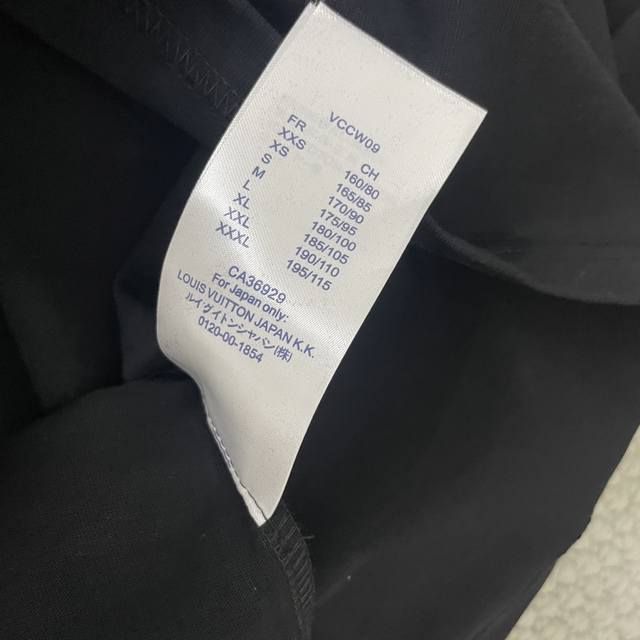 VCCW09
FR CH
XXS 160/80
XS 165/85
S 170/90
M 175/95
L 180/100
XL 185/105
XXL 190/110
XXXL 195/115
CA36929
For Japan only:
LOUIS VUITTON JAPAN K.K.
ルイヴイトンジャパン(株)
0120-00-1854